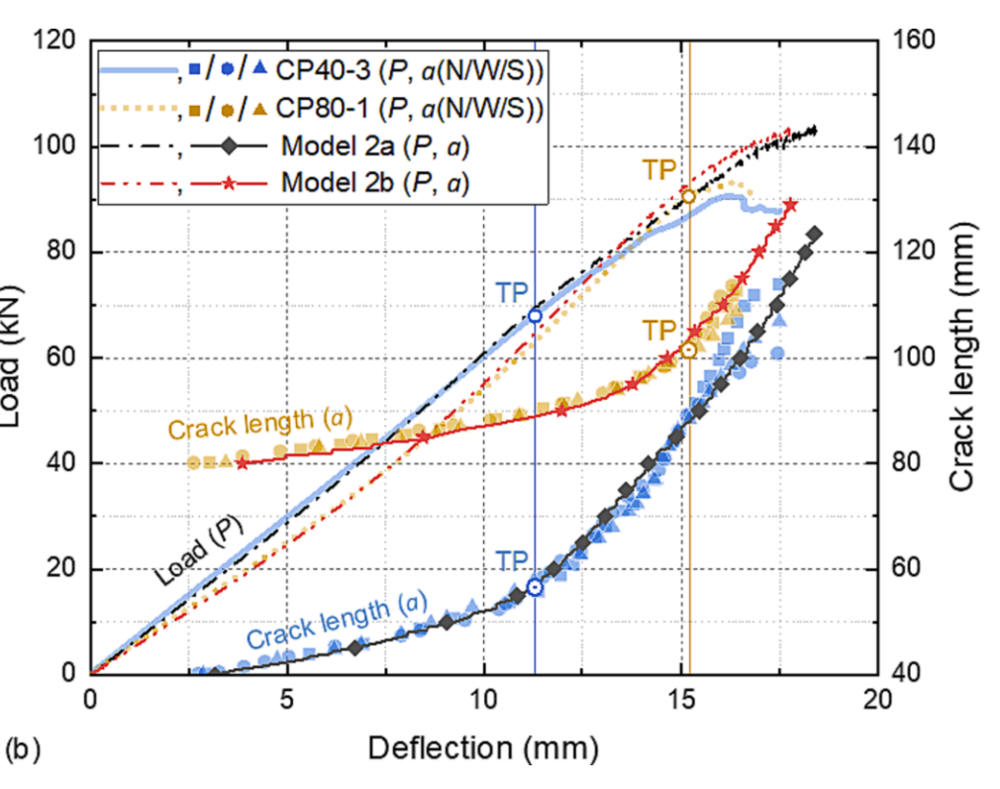 120
100
80
60
40
20
0
Load (kN)
160
140
120
100
80
60
40
Crack length (mm)
, / / CP40-3 (P, a(N/W/S))
, / / CP80-1 (P, a(N/W/S))
, Model 2a (P, a)
, Model 2b (P, a)
TP
TP
TP
Crack length (a)
Load (P)
TP
Crack length (a)
0 5 10 15 20
(b) Deflection (mm)